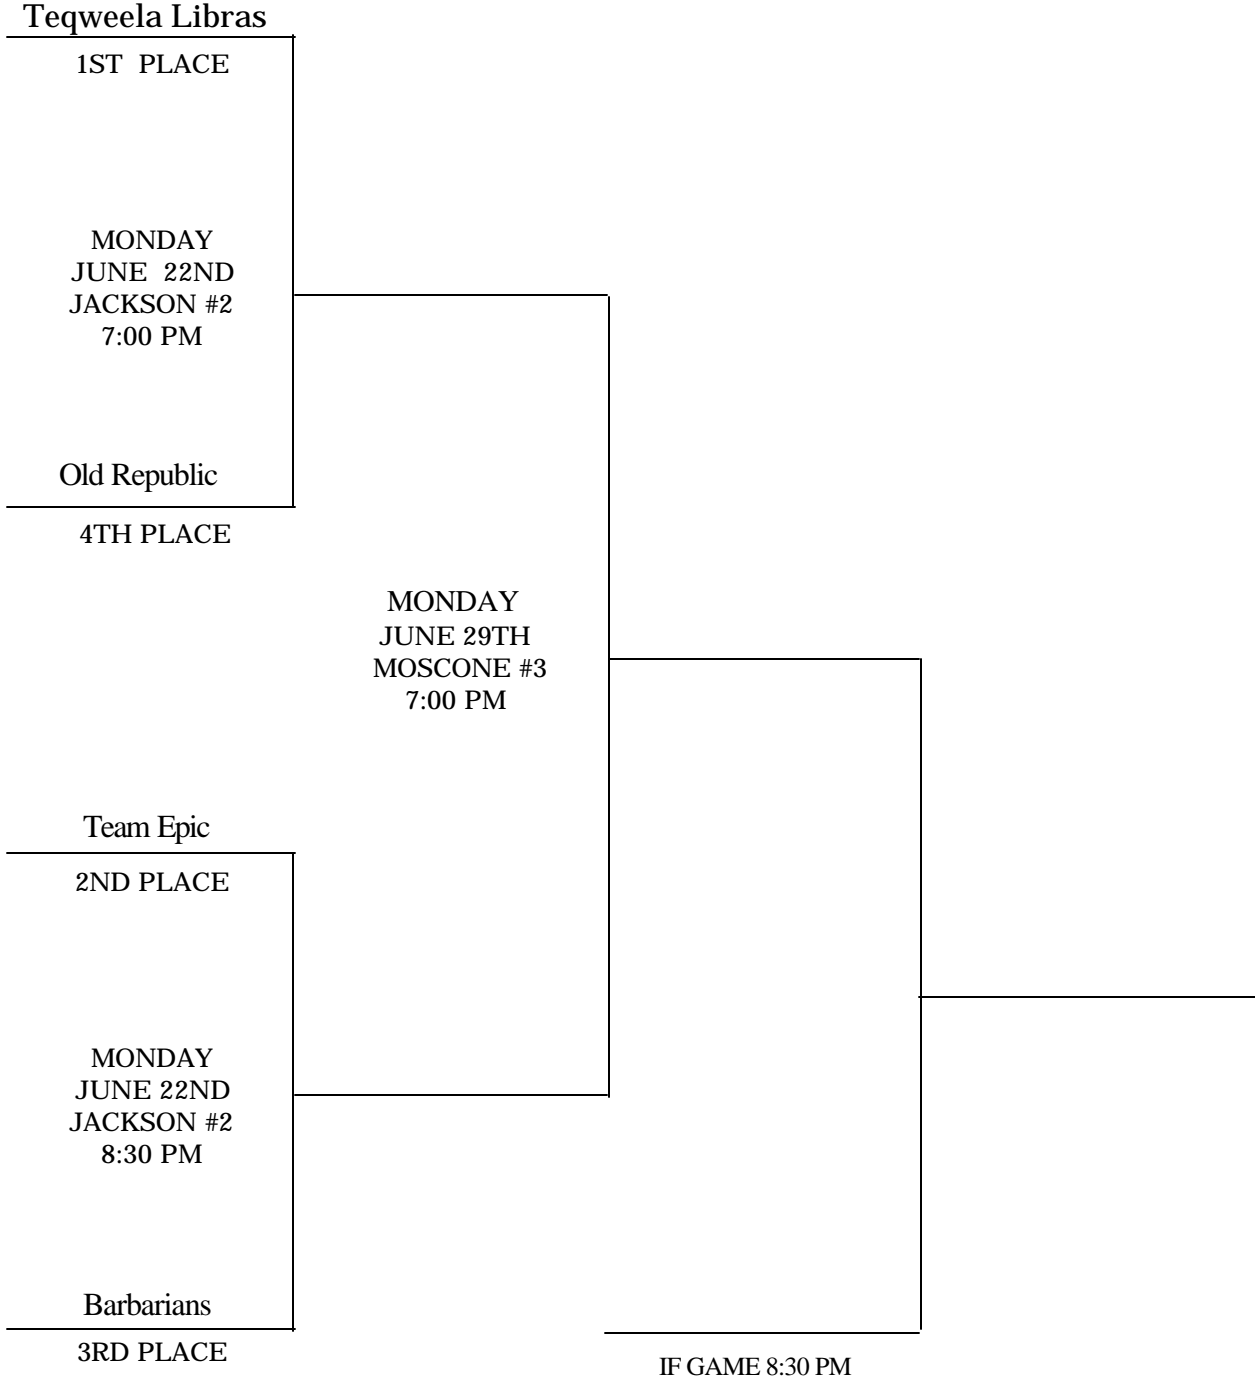 Teqweela Libras
1ST PLACE
MONDAY
JUNE 22ND
JACKSON #2
7:00 PM
Old Republic
4TH PLACE
MONDAY
JUNE 29TH
MOSCONE #3
7:00 PM
Team Epic
2ND PLACE
MONDAY
JUNE 22ND
JACKSON #2
8:30 PM
Barbarians
3RD PLACE
IF GAME 8:30 PM